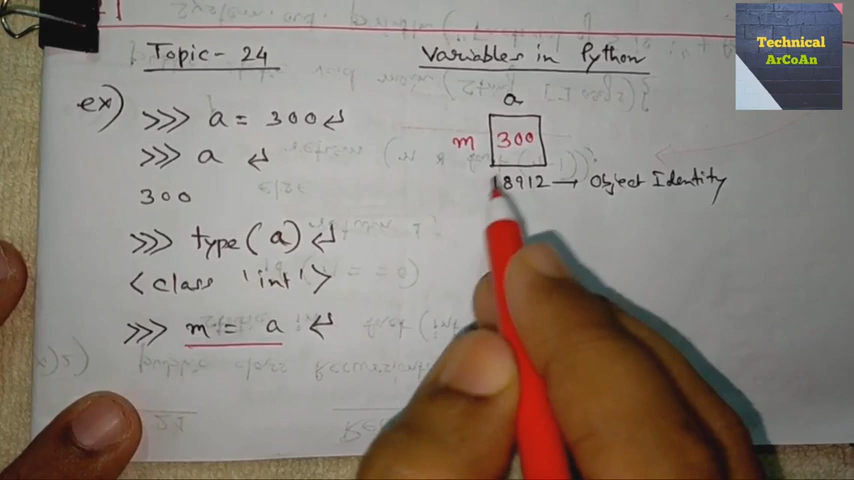 Technical
ArCoAn
Topic - 24
Variables in Python
ex)
>>> a = 300 ↵
>>> a ↵
300
>>> type(a) ↵
<class 'int'>
>>> m = a ↵
a
m 300
18912 → Object Identity